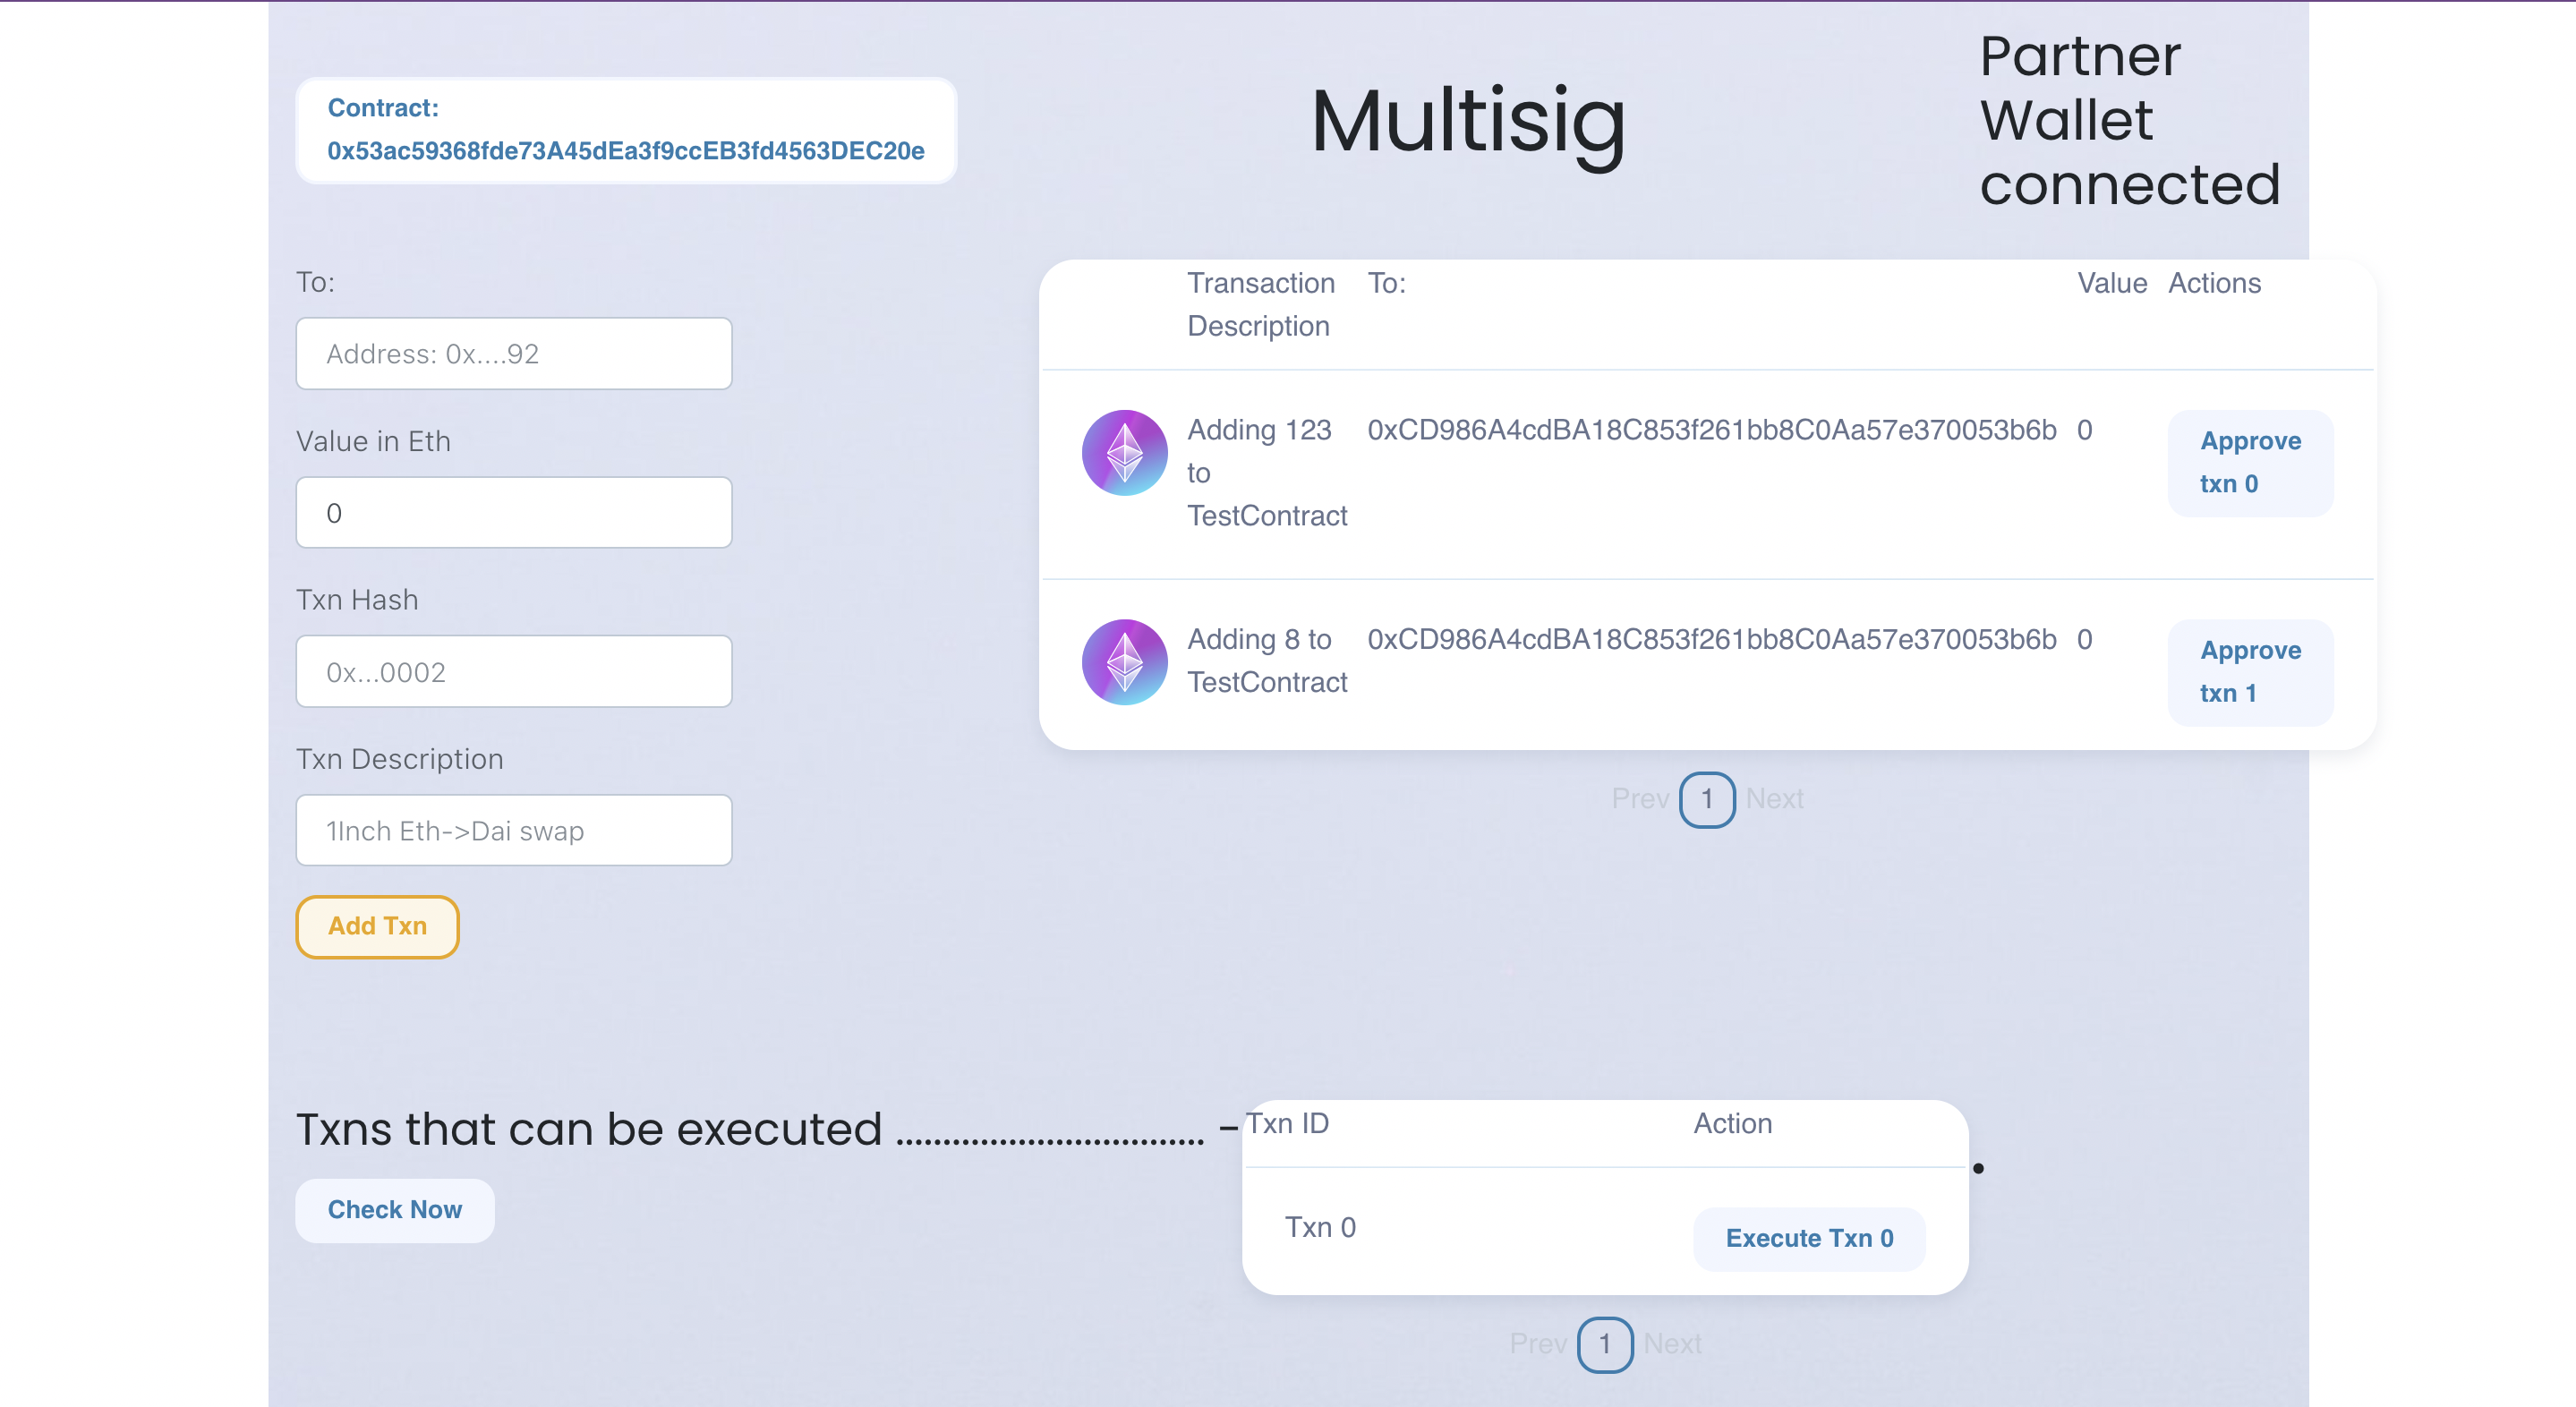 Contract:
0x53ac59368fde73A45dEa3f9ccEB3fd4563DEC20e
Multisig
Partner
Wallet
connected
To:
Address: 0x....92
Value in Eth
0
Txn Hash
0x...0002
Txn Description
1Inch Eth->Dai swap
Add Txn
Transaction Description To: Value Actions
Adding 123 to TestContract 0xCD986A4cdBA18C853f261bb8C0Aa57e370053b6b 0 Approve txn 0
Adding 8 to TestContract 0xCD986A4cdBA18C853f261bb8C0Aa57e370053b6b 0 Approve txn 1
Prev 1 Next
Txns that can be executed ................................. -
Check Now
Txn ID Action
Txn 0 Execute Txn 0
.
Prev 1 Next